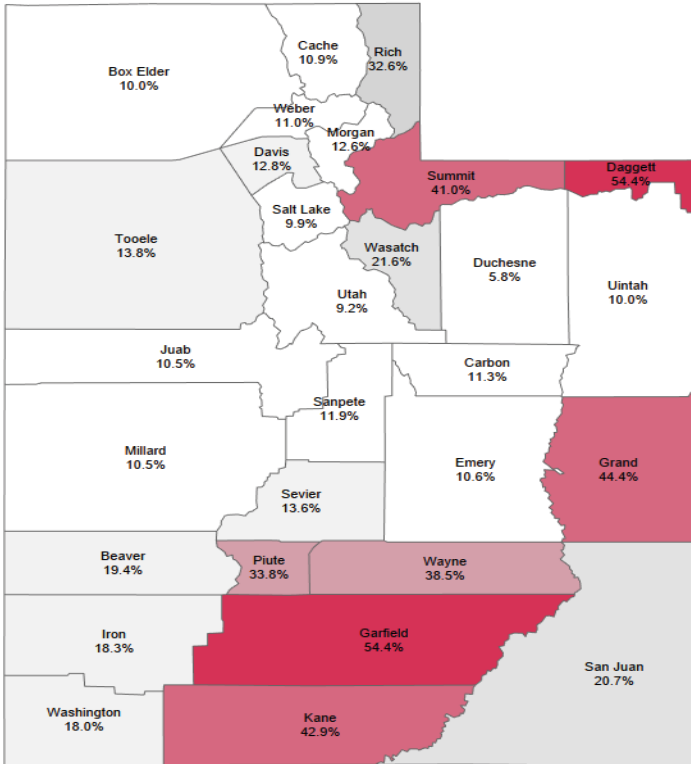 Cache
10.9%
Rich
32.6%
Box Elder
10.0%
Weber
11.0%
Morgan
12.6%
Davis
12.8%
Summit
41.0%
Daggett
54.4%
Salt Lake
9.9%
Tooele
13.8%
Wasatch
21.6%
Duchesne
5.8%
Uintah
10.0%
Utah
9.2%
Juab
10.5%
Carbon
11.3%
Sanpete
11.9%
Millard
10.5%
Emery
10.6%
Grand
44.4%
Sevier
13.6%
Beaver
19.4%
Piute
33.8%
Wayne
38.5%
Iron
18.3%
Garfield
54.4%
San Juan
20.7%
Washington
18.0%
Kane
42.9%